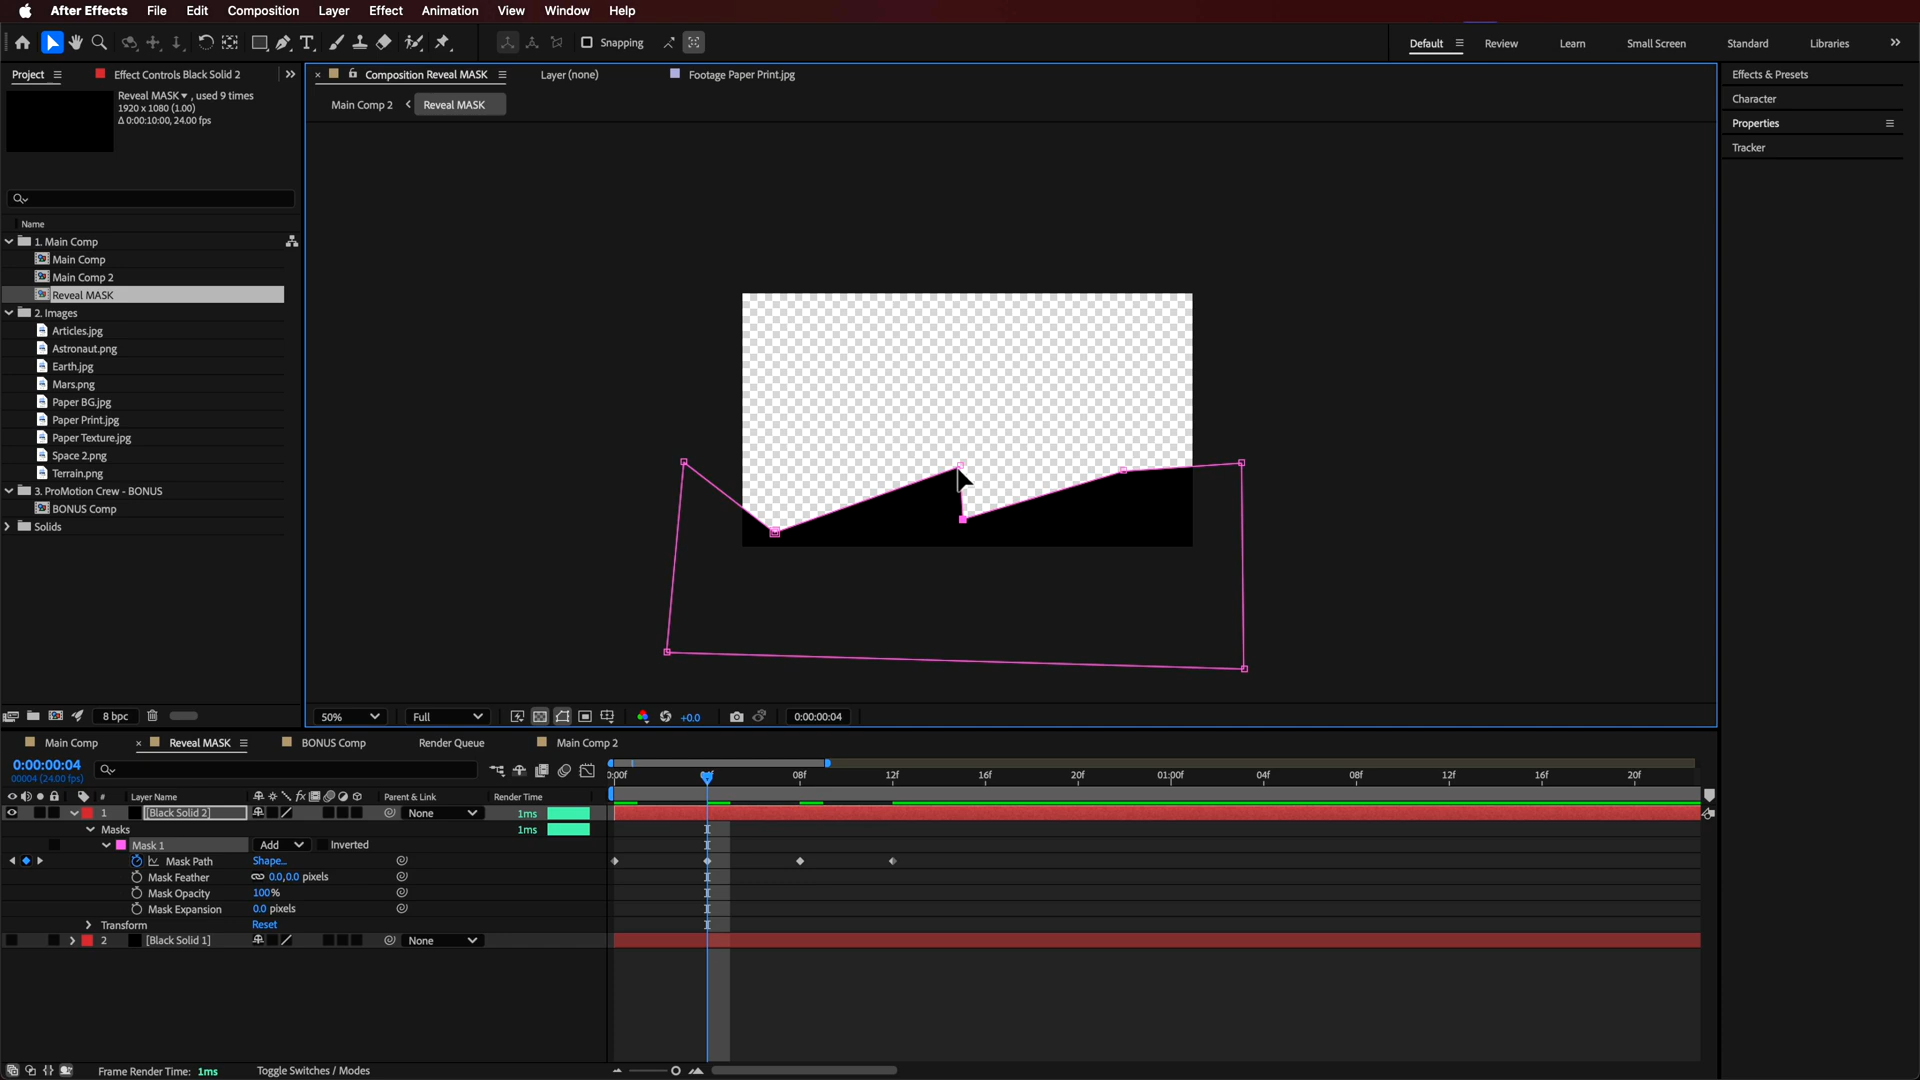 After Effects File Edit Composition Layer Effect Animation View Window Help
Snapping
Default Review Learn Small Screen Standard Libraries
Project Effect Controls Black Solid 2
Composition Reveal MASK Layer (none) Footage Paper Print.jpg
Effects & Presets
Reveal MASK , used 9 times
1920 x 1080 (1.00)
Δ 0:00:10:00, 24.00 fps
Main Comp 2 Reveal MASK
Character
Properties
Tracker
Name
1. Main Comp
Main Comp
Main Comp 2
Reveal MASK
2. Images
Articles.jpg
Astronaut.png
Earth.jpg
Mars.png
Paper BG.jpg
Paper Print.jpg
Paper Texture.jpg
Space 2.png
Terrain.png
3. ProMotion Crew - BONUS
BONUS Comp
Solids
8 bpc
50% Full +0.0 0:00:00:04
Main Comp Reveal MASK BONUS Comp Render Queue Main Comp 2
0:00:00:04
00004 (24.00 fps)
0:00f 08f 12f 16f 20f 01:00f 04f 08f 12f 16f 20f
# Layer Name fx Parent & Link Render Time
1 [Black Solid 2] None 1ms
Masks 1ms
Mask 1 Add Inverted
Mask Path Shape...
Mask Feather 0.0,0.0 pixels
Mask Opacity 100%
Mask Expansion 0.0 pixels
Transform Reset
2 [Black Solid 1] None
Frame Render Time: 1ms Toggle Switches / Modes